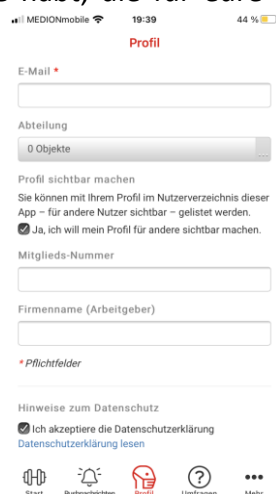 MEDIONmobile 19:39 44 %
Profil
E-Mail *
Abteilung
0 Objekte
...
Profil sichtbar machen
Sie können mit Ihrem Profil im Nutzerverzeichnis dieser
App – für andere Nutzer sichtbar – gelistet werden.
Ja, ich will mein Profil für andere sichtbar machen.
Mitglieds-Nummer
Firmenname (Arbeitgeber)
* Pflichtfelder
Hinweise zum Datenschutz
Ich akzeptiere die Datenschutzerklärung
Datenschutzerklärung lesen
Start Pushnachrichten Profil Umfragen Mehr